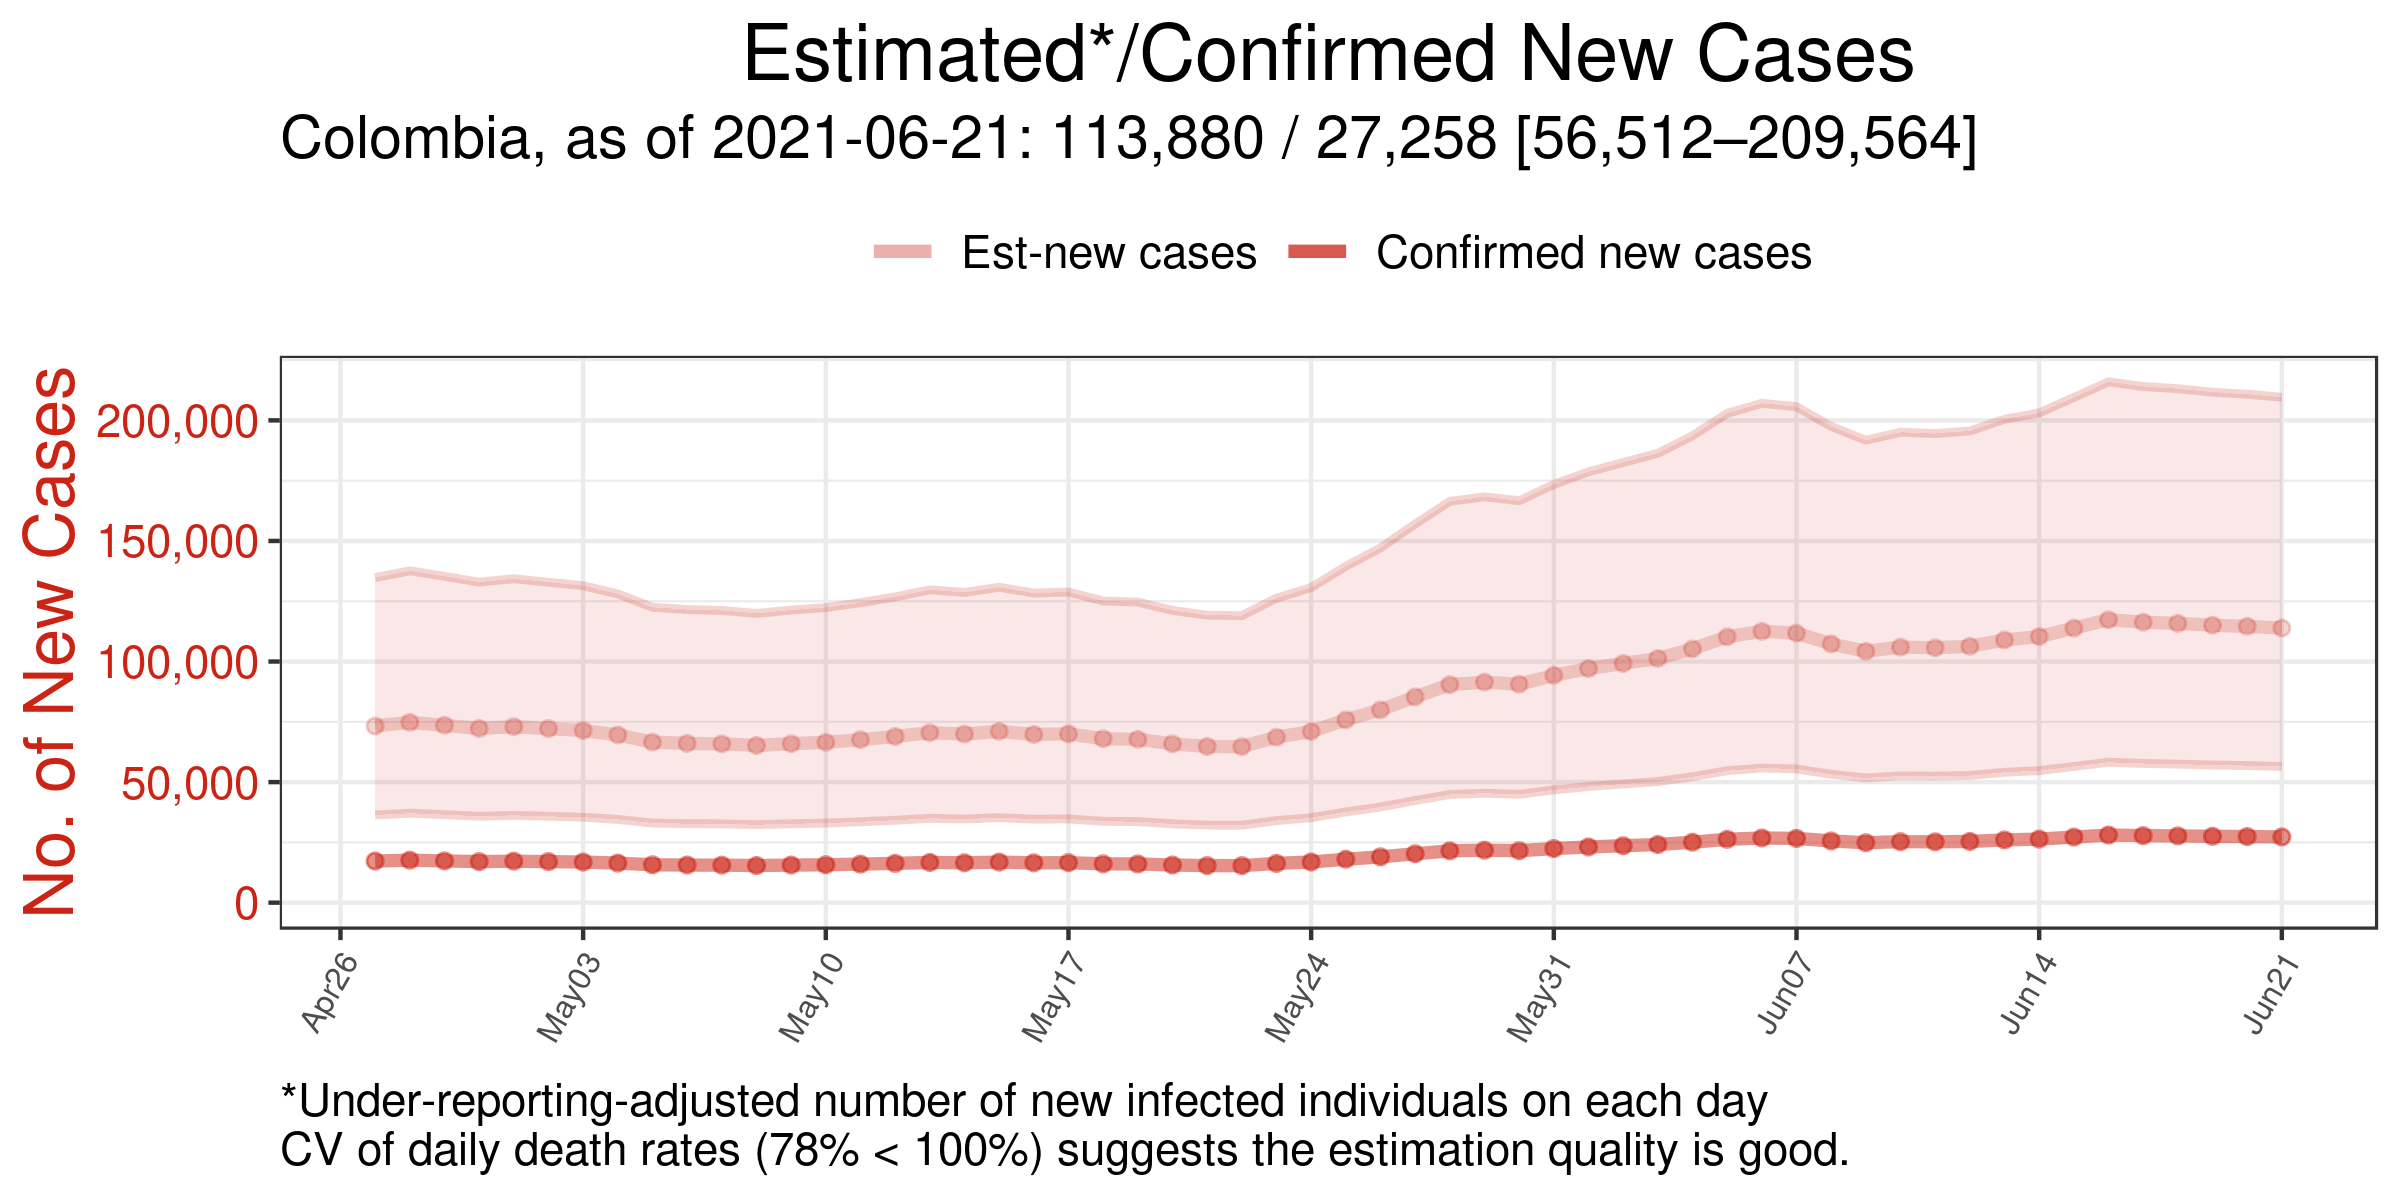 Estimated*/Confirmed New Cases
Colombia, as of 2021-06-21: 113,880 / 27,258 [56,512–209,564]
Est-new cases
Confirmed new cases
No. of New Cases
200,000
150,000
100,000
50,000
0
Apr26
May03
May10
May17
May24
May31
Jun07
Jun14
Jun21
*Under-reporting-adjusted number of new infected individuals on each day
CV of daily death rates (78% < 100%) suggests the estimation quality is good.